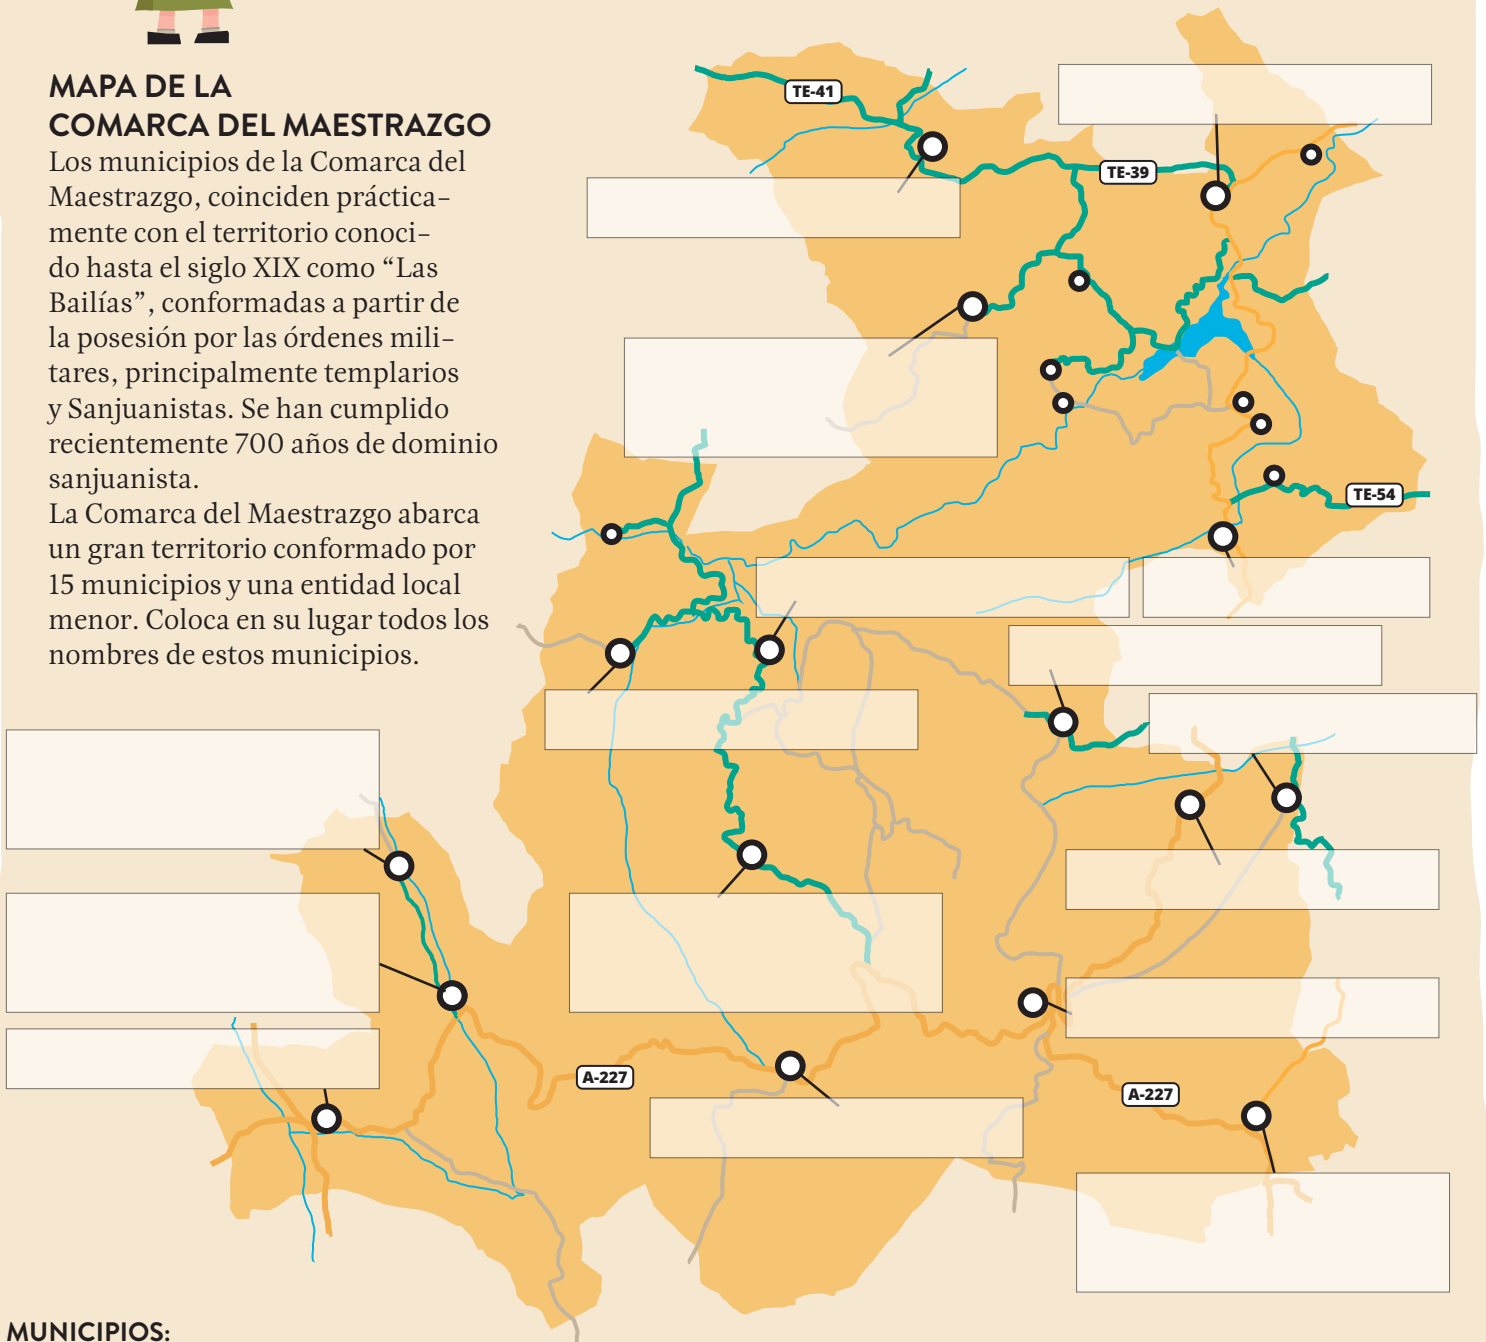 MAPA DE LA
COMARCA DEL MAESTRAZGO
Los municipios de la Comarca del
Maestrazgo, coinciden práctica-
mente con el territorio conoci-
do hasta el siglo XIX como “Las
Bailías”, conformadas a partir de
la posesión por las órdenes mili-
tares, principalmente templarios
y Sanjuanistas. Se han cumplido
recientemente 700 años de dominio
sanjuanista.
La Comarca del Maestrazgo abarca
un gran territorio conformado por
15 municipios y una entidad local
menor. Coloca en su lugar todos los
nombres de estos municipios.
TE-41
TE-39
TE-54
A-227
A-227
MUNICIPIOS: